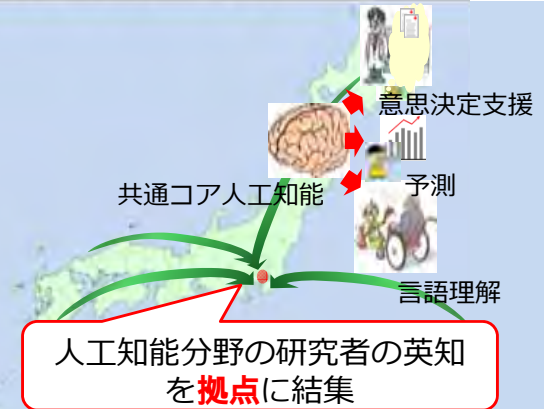 意思決定支援
予測
共通コア人工知能
言語理解
人工知能分野の研究者の英知
を拠点に結集